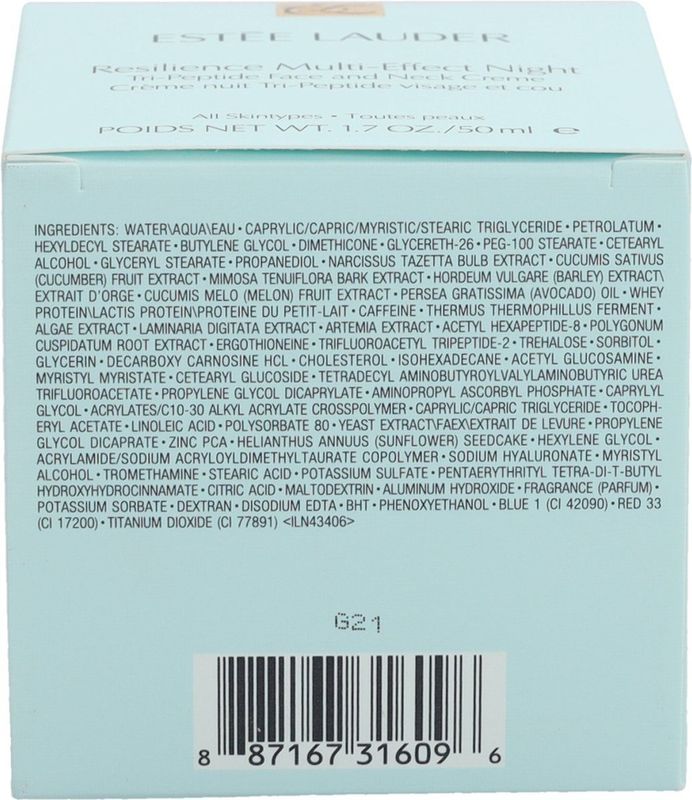 ESTÉE LAUDER
Resilience Multi-Effect Night
Tri-Peptide Face and Neck Creme
Crème nuit Tri-Peptide visage et cou
All Skintypes • Toutes peaux
POIDS NET WT. 1.7 OZ./50 ml ℮
INGREDIENTS: WATER\AQUA\EAU • CAPRYLIC/CAPRIC/MYRISTIC/STEARIC TRIGLYCERIDE • PETROLATUM •
HEXYLDECYL STEARATE • BUTYLENE GLYCOL • DIMETHICONE • GLYCERETH-26 • PEG-100 STEARATE • CETEARYL
ALCOHOL • GLYCERYL STEARATE • PROPANEDIOL • NARCISSUS TAZETTA BULB EXTRACT • CUCUMIS SATIVUS
(CUCUMBER) FRUIT EXTRACT • MIMOSA TENUIFLORA BARK EXTRACT • HORDEUM VULGARE (BARLEY) EXTRACT\
EXTRAIT D'ORGE • CUCUMIS MELO (MELON) FRUIT EXTRACT • PERSEA GRATISSIMA (AVOCADO) OIL • WHEY
PROTEIN\LACTIS PROTEIN\PROTEINE DU PETIT-LAIT • CAFFEINE • THERMUS THERMOPHILLUS FERMENT •
ALGAE EXTRACT • LAMINARIA DIGITATA EXTRACT • ARTEMIA EXTRACT • ACETYL HEXAPEPTIDE-8 • POLYGONUM
CUSPIDATUM ROOT EXTRACT • ERGOTHIONEINE • TRIFLUOROACETYL TRIPEPTIDE-2 • TREHALOSE • SORBITOL •
GLYCERIN • DECARBOXY CARNOSINE HCL • CHOLESTEROL • ISOHEXADECANE • ACETYL GLUCOSAMINE •
MYRISTYL MYRISTATE • CETEARYL GLUCOSIDE • TETRADECYL AMINOBUTYROYLVALYLAMINOBUTYRIC UREA
TRIFLUOROACETATE • PROPYLENE GLYCOL DICAPRYLATE • AMINOPROPYL ASCORBYL PHOSPHATE • CAPRYLYL
GLYCOL • ACRYLATES/C10-30 ALKYL ACRYLATE CROSSPOLYMER • CAPRYLIC/CAPRIC TRIGLYCERIDE • TOCOPH-
ERYL ACETATE • LINOLEIC ACID • POLYSORBATE 80 • YEAST EXTRACT\FAEX\EXTRAIT DE LEVURE • PROPYLENE
GLYCOL DICAPRATE • ZINC PCA • HELIANTHUS ANNUUS (SUNFLOWER) SEEDCAKE • HEXYLENE GLYCOL •
ACRYLAMIDE/SODIUM ACRYLOYLDIMETHYLTAURATE COPOLYMER • SODIUM HYALURONATE • MYRISTYL
ALCOHOL • TROMETHAMINE • STEARIC ACID • POTASSIUM SULFATE • PENTAERYTHRITYL TETRA-DI-T-BUTYL
HYDROXYHYDROCINNAMATE • CITRIC ACID • MALTODEXTRIN • ALUMINUM HYDROXIDE • FRAGRANCE (PARFUM) •
POTASSIUM SORBATE • DEXTRAN • DISODIUM EDTA • BHT • PHENOXYETHANOL • BLUE 1 (CI 42090) • RED 33
(CI 17200) • TITANIUM DIOXIDE (CI 77891) <ILN43406>
G21
8 87167 31609 6